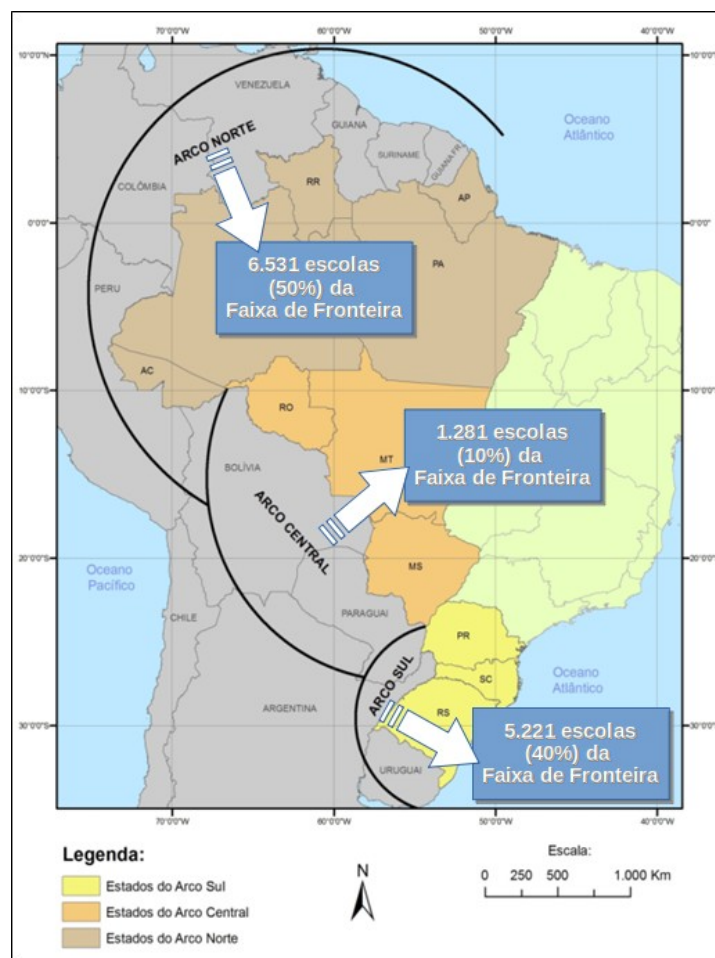 70°0'0"W
60°0'0"W
50°0'0"W
40°0'0"W
10°0'0"N
10°0'0"N
VENEZUELA
Oceano
Atlântico
ARCO NORTE
GUIANA
SURINAME
GUIANA FR.
COLÔMBIA
RR
AP
0°0'0"
0°0'0"
6.531 escolas
(50%) da
Faixa de Fronteira
PA
PERU
AC
10°0'0"S
10°0'0"S
RO
1.281 escolas
(10%) da
Faixa de Fronteira
MT
BOLÍVIA
ARCO CENTRAL
20°0'0"S
20°0'0"S
MS
Oceano
Pacífico
PARAGUAI
CHILE
PR
ARCO SUL
SC
Oceano
Atlântico
ARGENTINA
RS
30°0'0"S
30°0'0"S
5.221 escolas
(40%) da
Faixa de Fronteira
URUGUAI
70°0'0"W
60°0'0"W
50°0'0"W
40°0'0"W
Legenda:
Estados do Arco Sul
Estados do Arco Central
Estados do Arco Norte
N
Escala:
0 250 500 1.000 Km